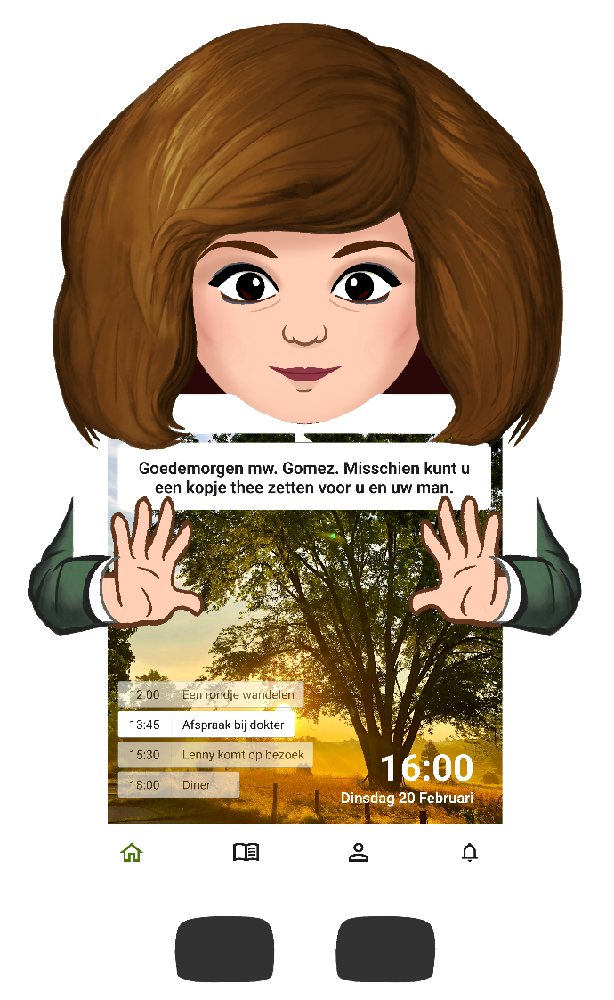 Goedemorgen mw. Gomez. Misschien kunt u
een kopje thee zetten voor u en uw man.
12:00 Een rondje wandelen
13:45 Afspraak bij dokter
15:30 Lenny komt op bezoek
18:00 Diner
16:00
Dinsdag 20 Februari